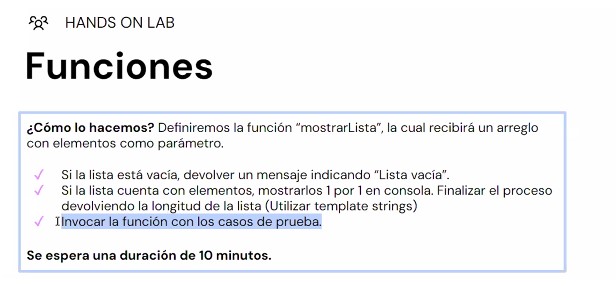 HANDS ON LAB
Funciones
¿Cómo lo hacemos? Definiremos la función “mostrarLista”, la cual recibirá un arreglo
con elementos como parámetro.
✓ Si la lista está vacía, devolver un mensaje indicando “Lista vacía”.
✓ Si la lista cuenta con elementos, mostrarlos 1 por 1 en consola. Finalizar el proceso
devolviendo la longitud de la lista (Utilizar template strings)
✓ Invocar la función con los casos de prueba.
Se espera una duración de 10 minutos.